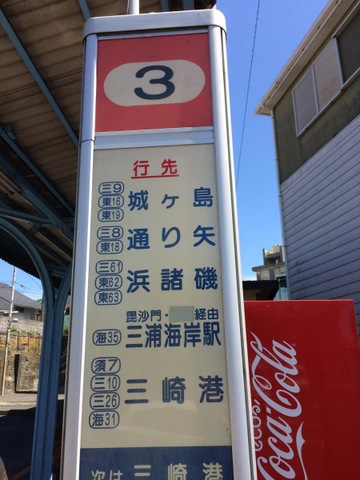 3
行先
三9
東16 城ヶ島
東19
三8 通り矢
東18
三61
東62 浜諸磯
東63
毘沙門・ 経由
海35 三浦海岸駅
須7
三10 三崎港
三26
海31
次は 三崎港
Coca-Cola